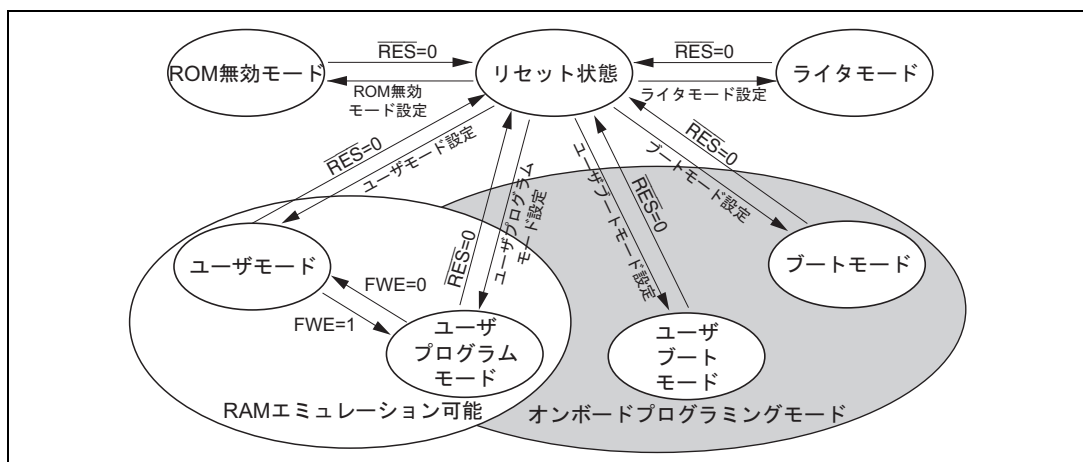 RES=0
RES=0
ROM無効モード
リセット状態
ライタモード
ROM無効
モード設定
ライタモード設定
RES=0
ユーザモード設定
RES=0
ユーザプログラム
モード設定
ユーザブートモード設定
RES=0
ブートモード設定
RES=0
ユーザモード
ブートモード
FWE=0
FWE=1
ユーザ
プログラム
モード
ユーザ
ブート
モード
RAMエミュレーション可能
オンボードプログラミングモード